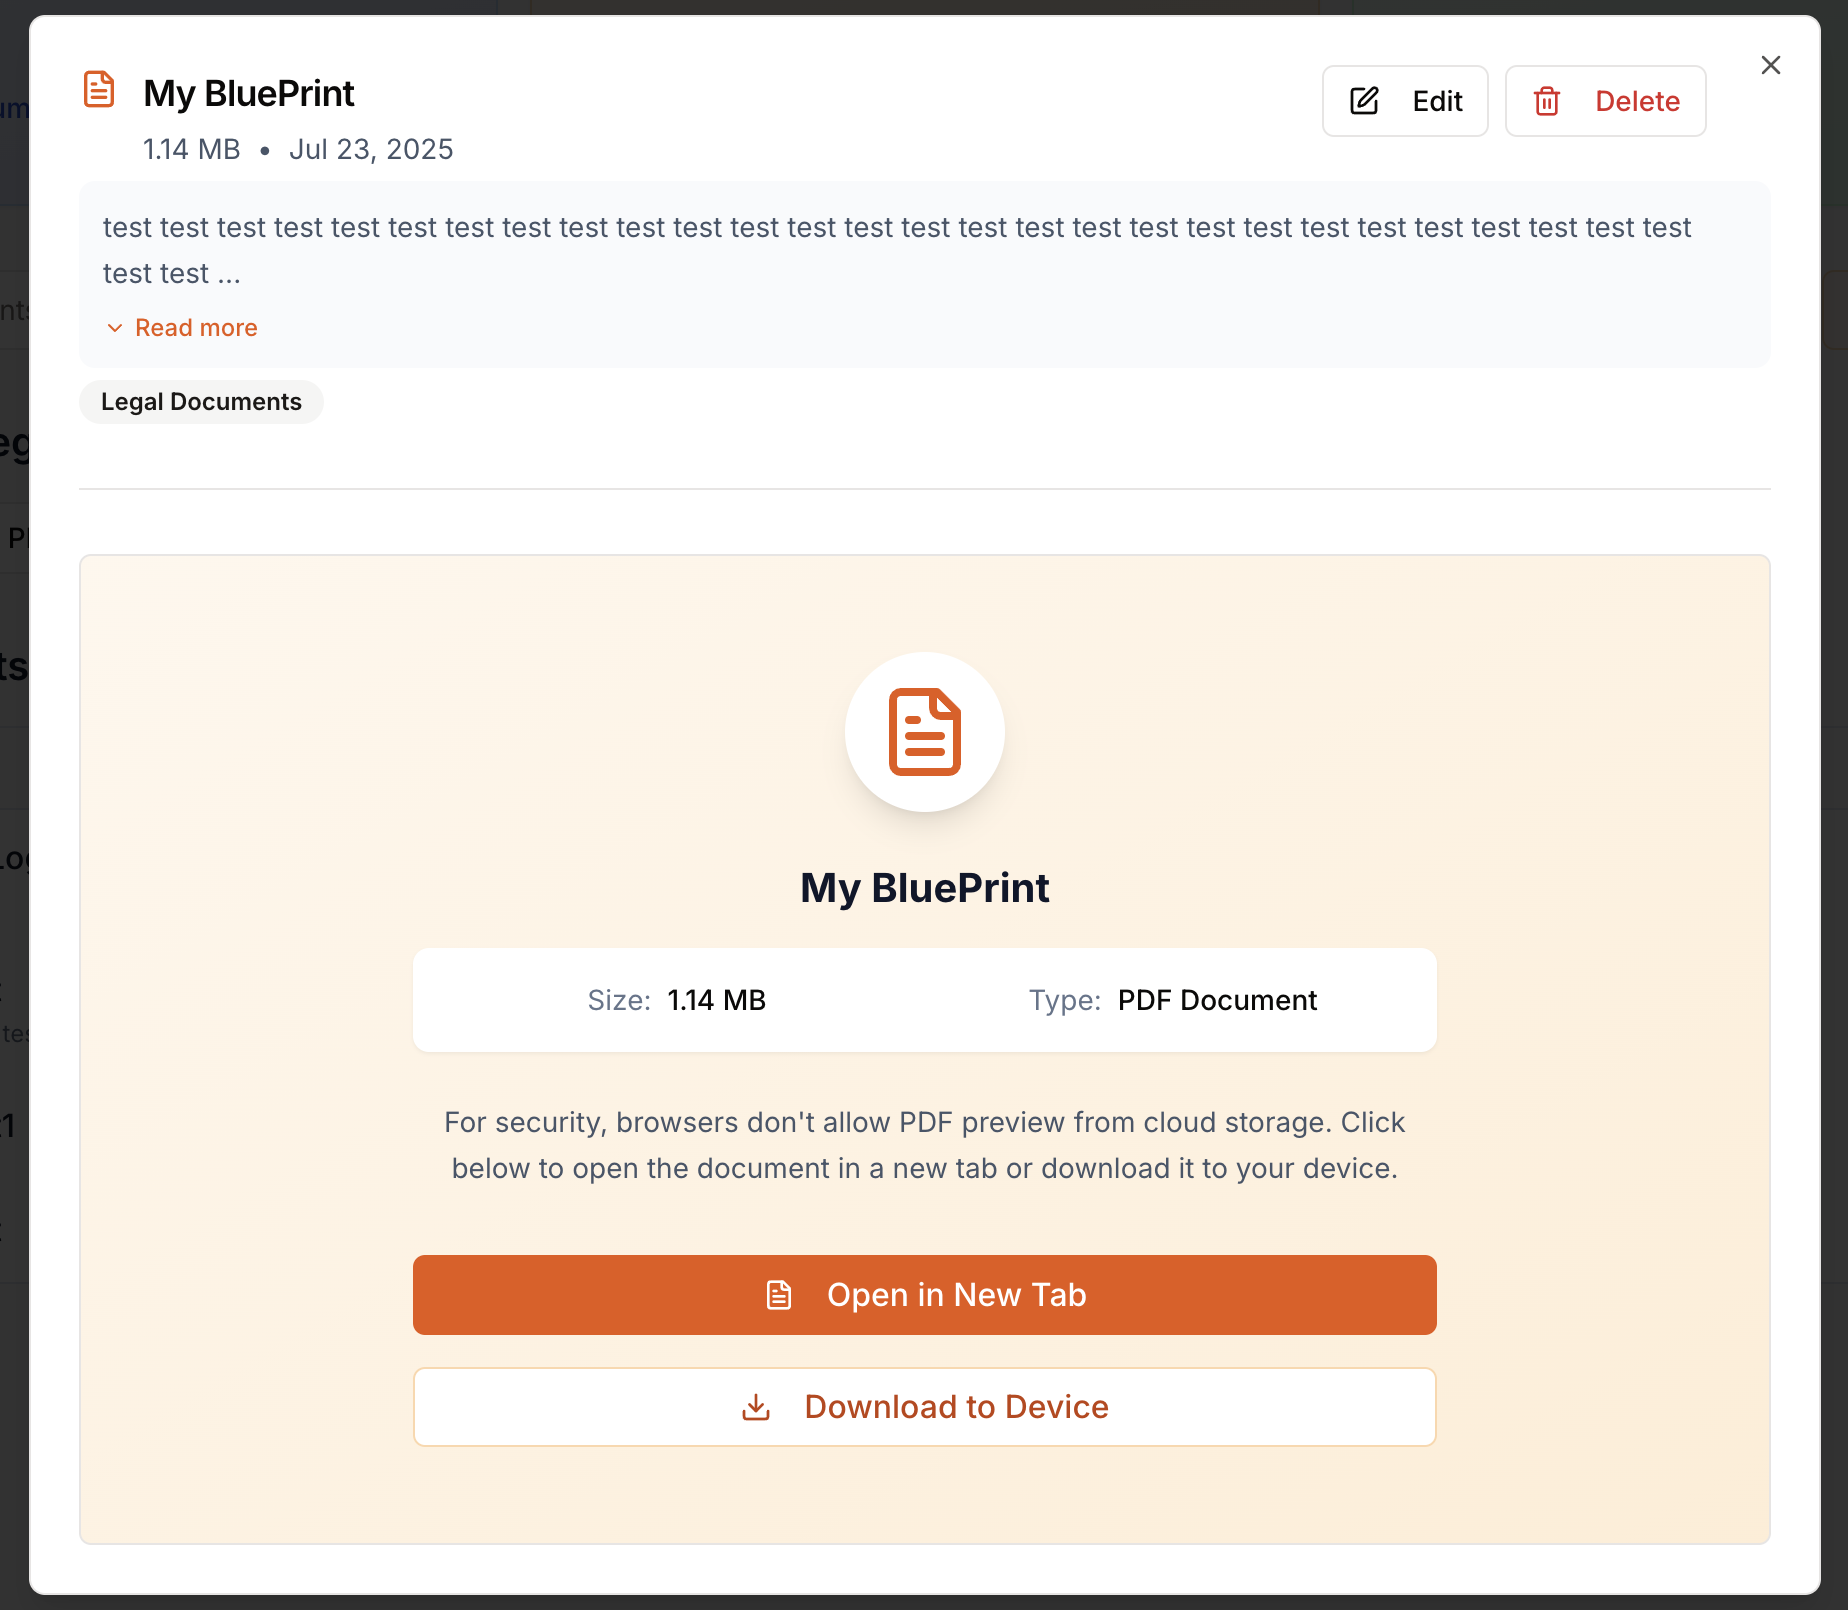 My BluePrint
Edit
Delete
1.14 MB • Jul 23, 2025
test test test test test test test test test test test test test test test test test test test test test test test test test test test test
test test ...
Read more
Legal Documents
My BluePrint
Size: 1.14 MB
Type: PDF Document
For security, browsers don't allow PDF preview from cloud storage. Click
below to open the document in a new tab or download it to your device.
Open in New Tab
Download to Device